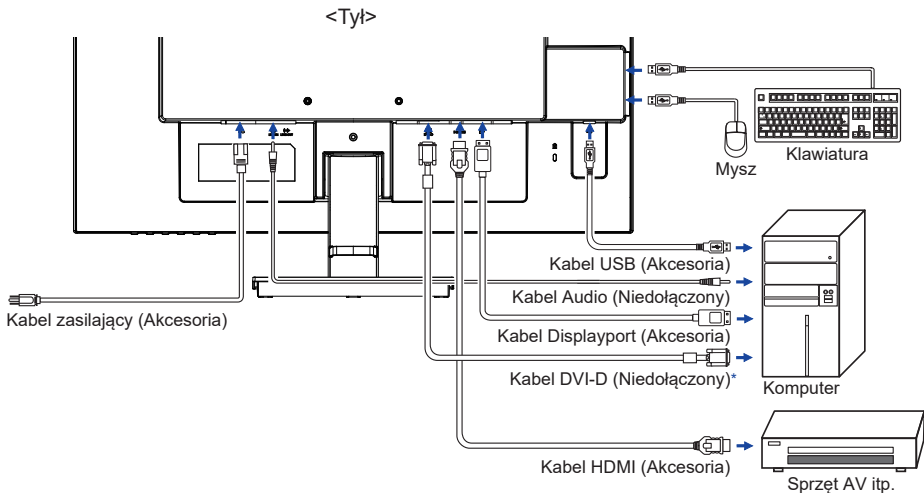 <Tył>
Klawiatura
Mysz
Kabel USB (Akcesoria)
Kabel Audio (Niedołączony)
Kabel zasilający (Akcesoria)
Kabel Displayport (Akcesoria)
Kabel DVI-D (Niedołączony)*
Komputer
Kabel HDMI (Akcesoria)
Sprzęt AV itp.